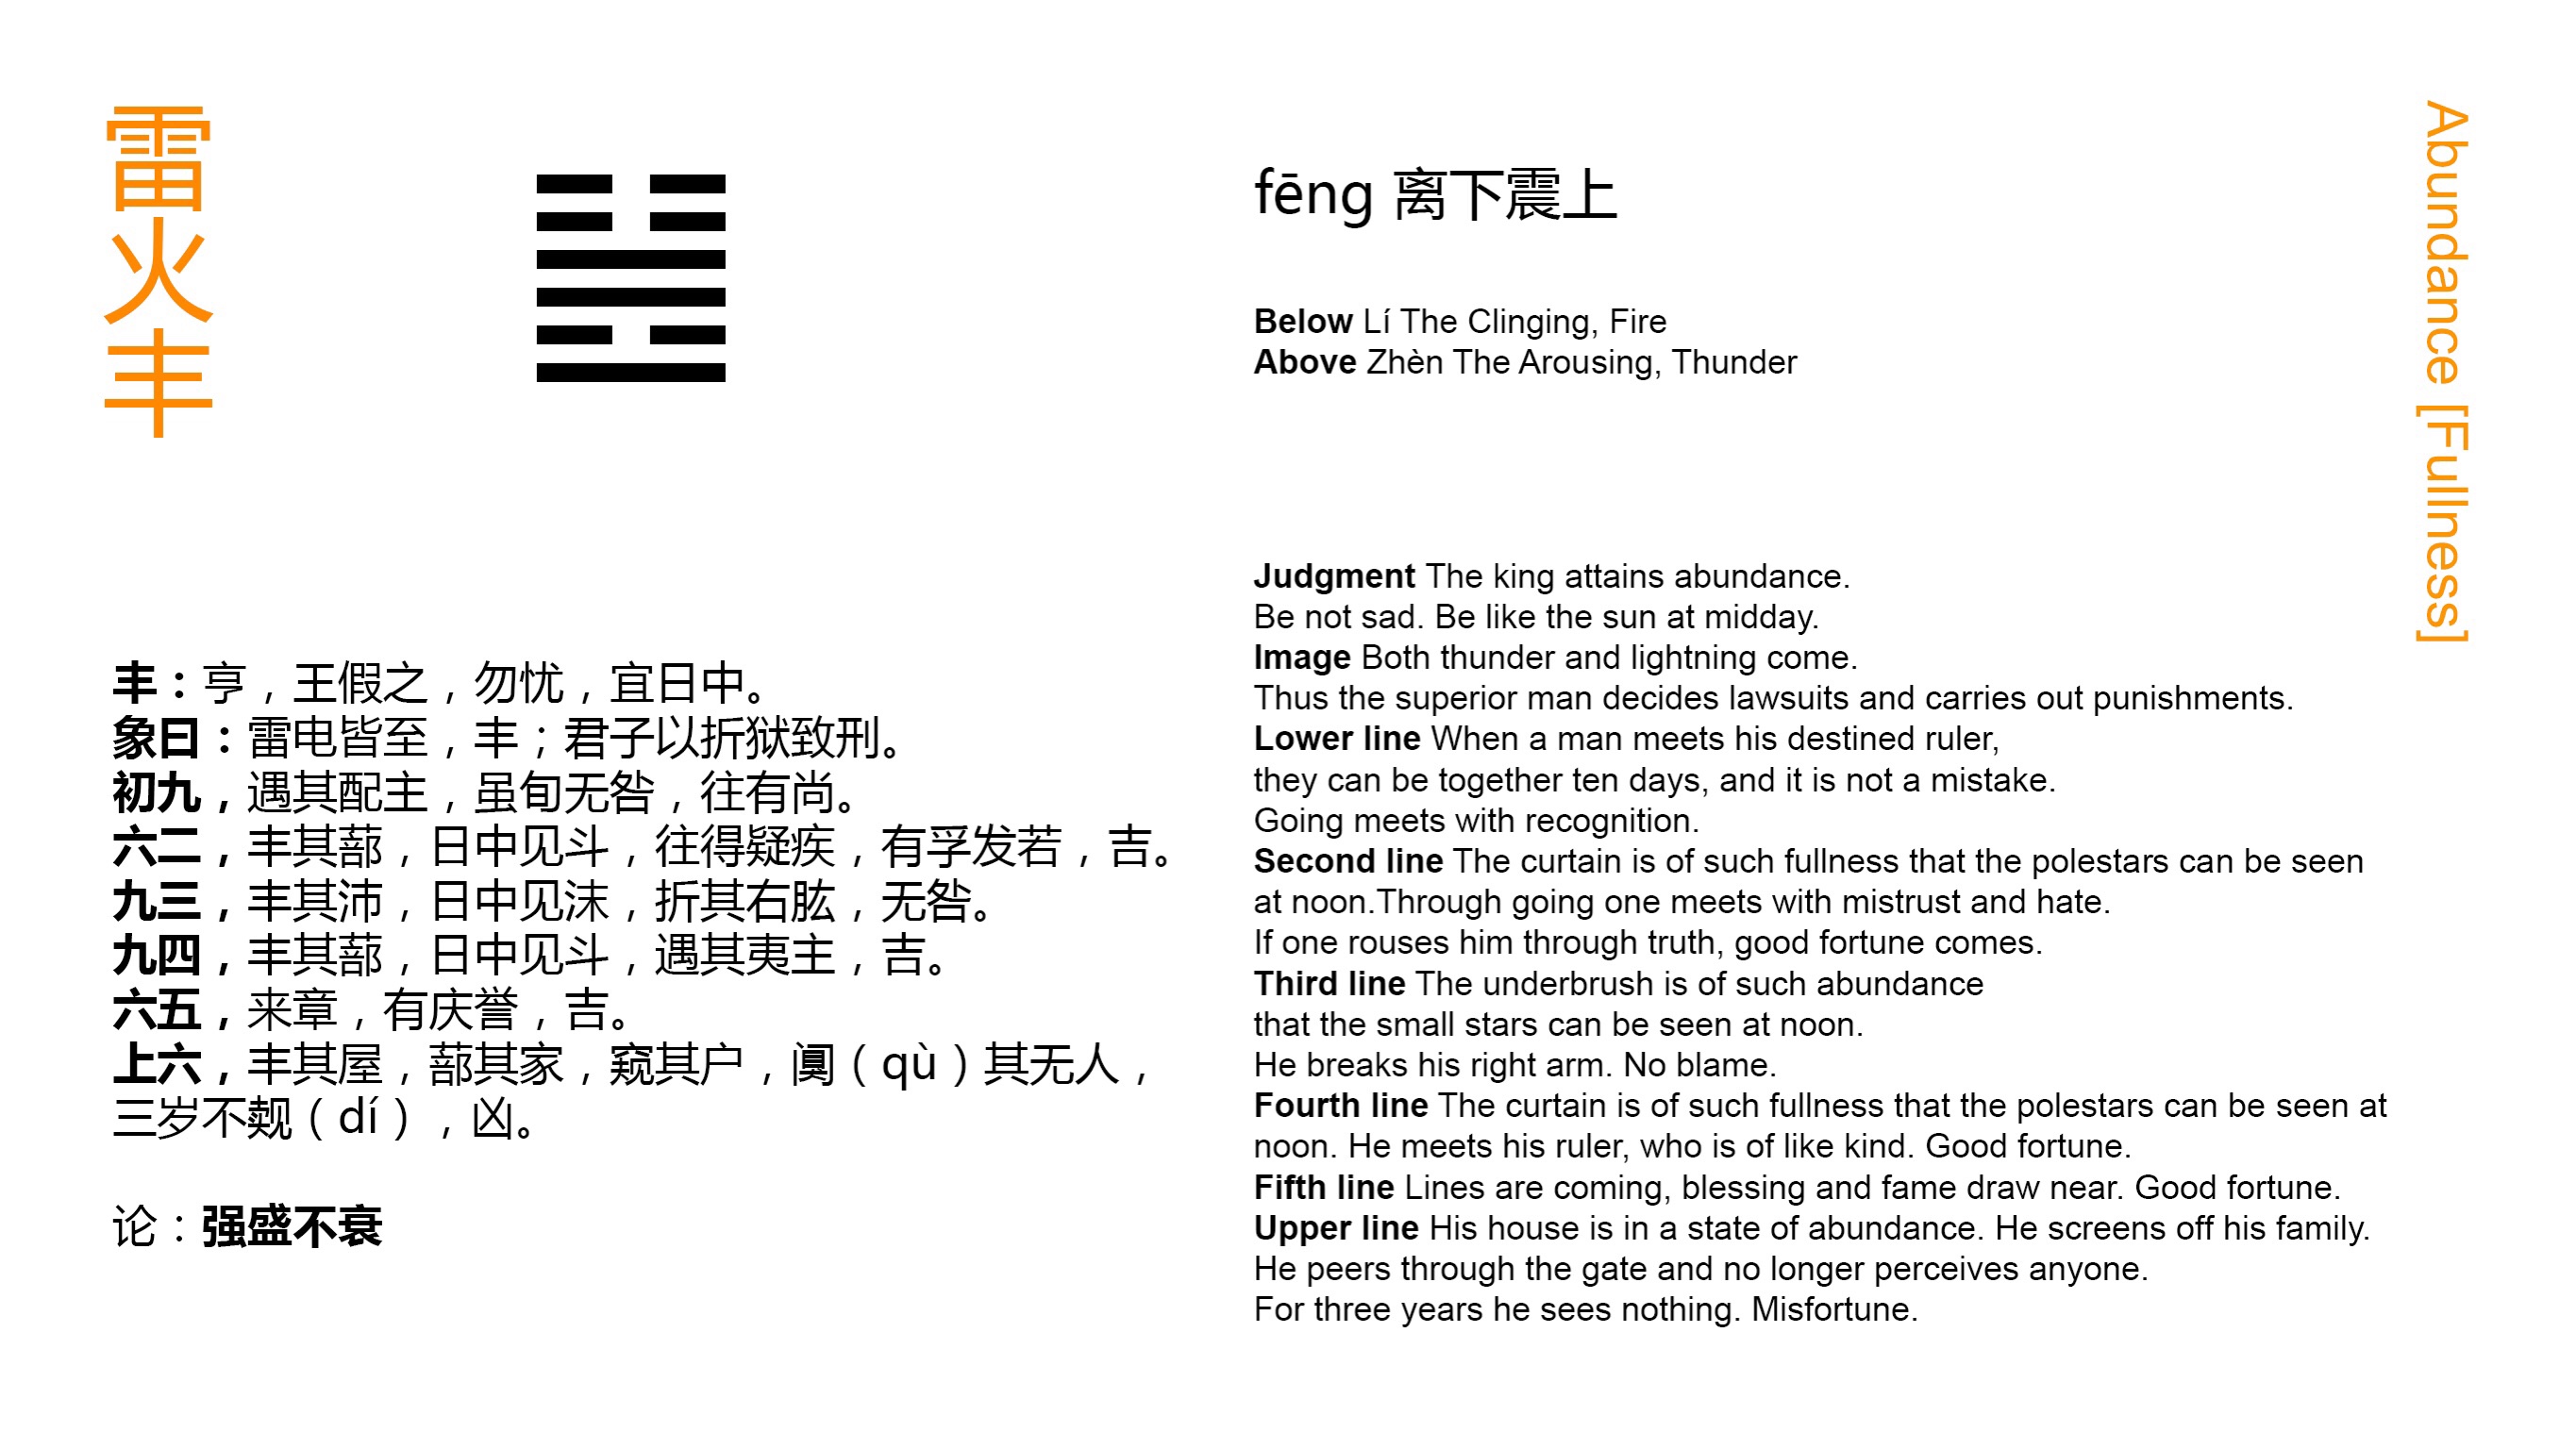 雷火丰
fēng 离下震上
Below Lí The Clinging, Fire
Above Zhèn The Arousing, Thunder
Abundance [Fullness]
丰：亨，王假之，勿忧，宜日中。
象曰：雷电皆至，丰；君子以折狱致刑。
初九，遇其配主，虽旬无咎，往有尚。
六二，丰其蔀，日中见斗，往得疑疾，有孚发若，吉。
九三，丰其沛，日中见沬，折其右肱，无咎。
九四，丰其蔀，日中见斗，遇其夷主，吉。
六五，来章，有庆誉，吉。
上六，丰其屋，蔀其家，窥其户，阒（qù）其无人，
三岁不觌（dí），凶。
论：强盛不衰
Judgment The king attains abundance.
Be not sad. Be like the sun at midday.
Image Both thunder and lightning come.
Thus the superior man decides lawsuits and carries out punishments.
Lower line When a man meets his destined ruler,
they can be together ten days, and it is not a mistake.
Going meets with recognition.
Second line The curtain is of such fullness that the polestars can be seen
at noon.Through going one meets with mistrust and hate.
If one rouses him through truth, good fortune comes.
Third line The underbrush is of such abundance
that the small stars can be seen at noon.
He breaks his right arm. No blame.
Fourth line The curtain is of such fullness that the polestars can be seen at
noon. He meets his ruler, who is of like kind. Good fortune.
Fifth line Lines are coming, blessing and fame draw near. Good fortune.
Upper line His house is in a state of abundance. He screens off his family.
He peers through the gate and no longer perceives anyone.
For three years he sees nothing. Misfortune.